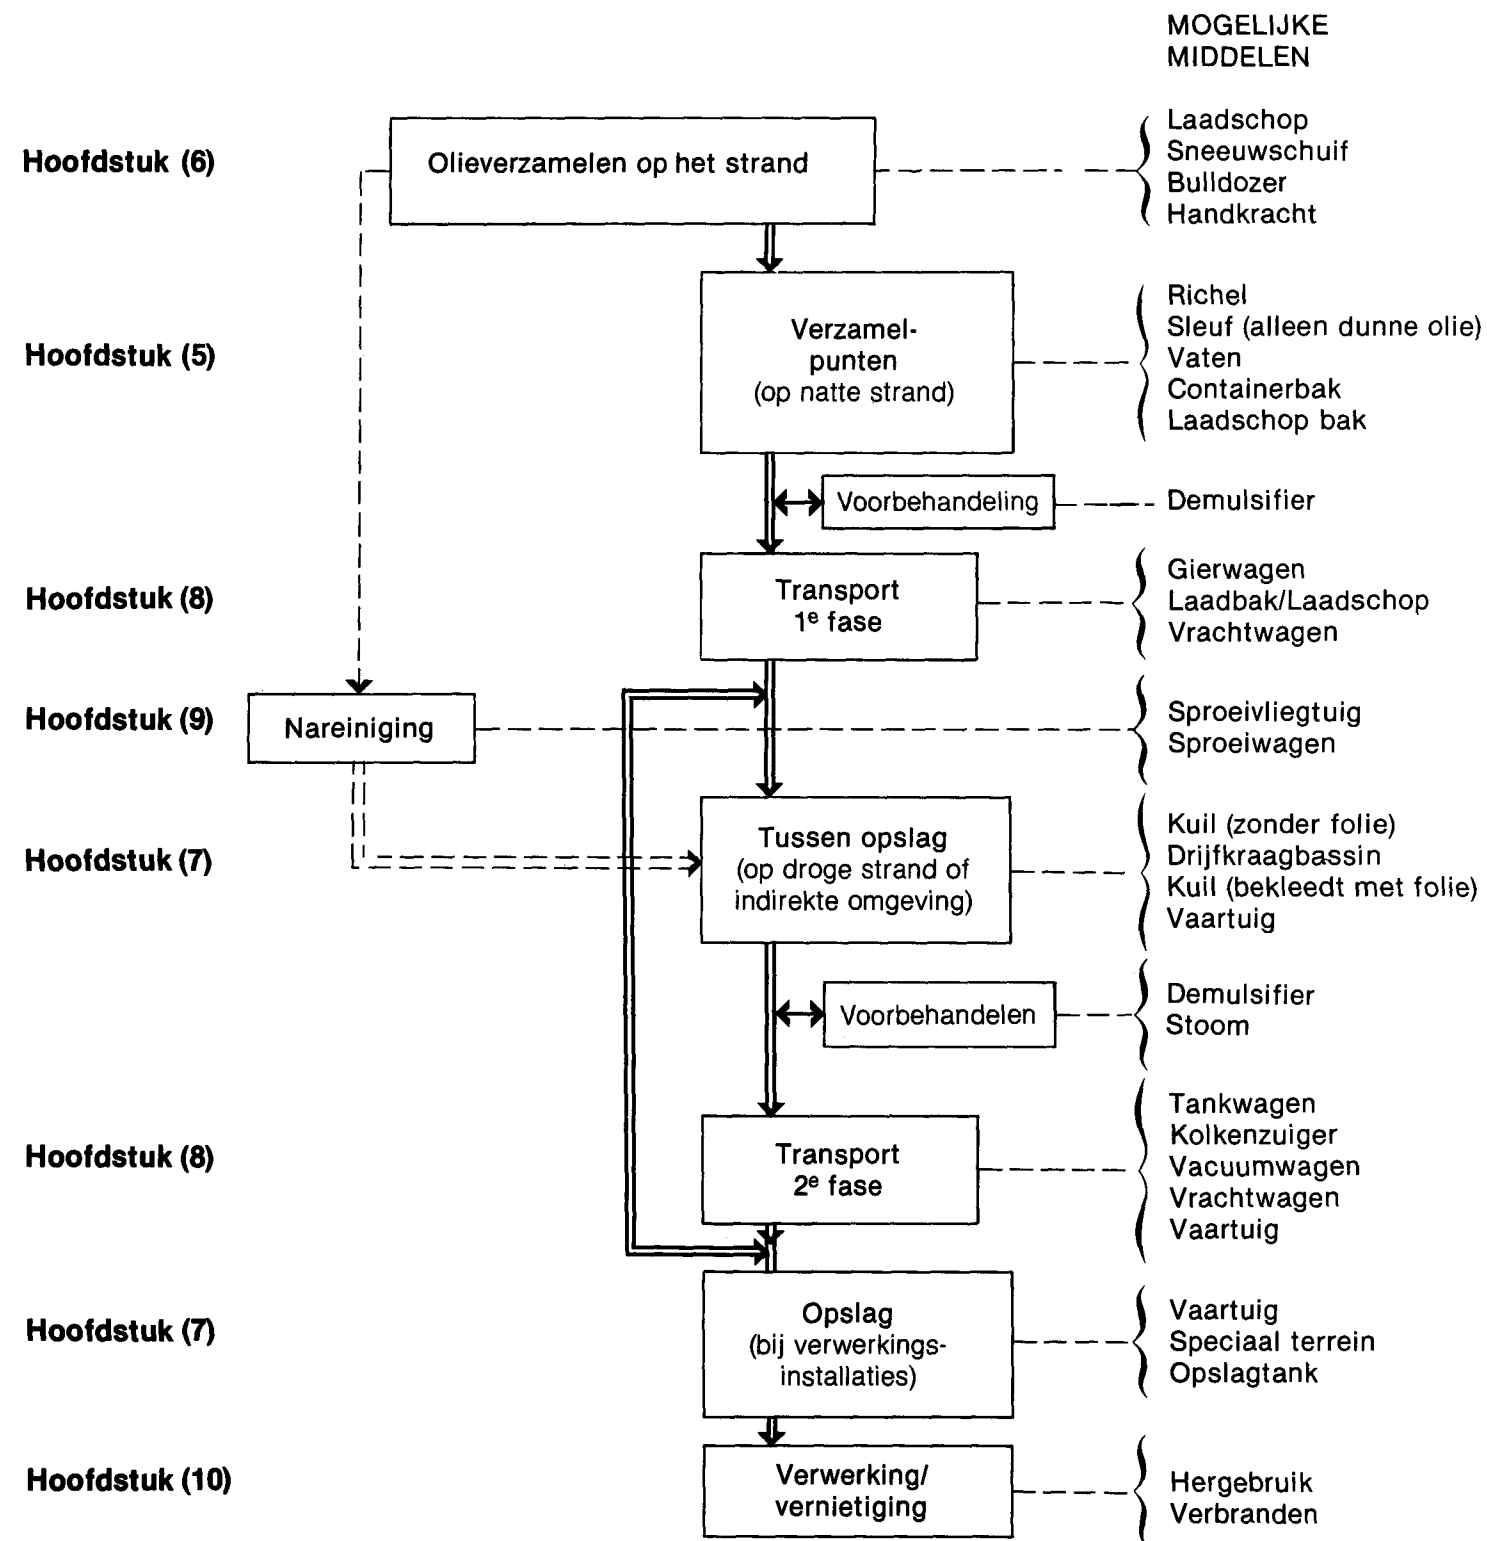 MOGELIJKE
MIDDELEN
Hoofdstuk (6)
Olieverzamelen op het strand
Laadschop
Sneeuwschuif
Bulldozer
Handkracht
Hoofdstuk (5)
Verzamel-
punten
(op natte strand)
Richel
Sleuf (alleen dunne olie)
Vaten
Containerbak
Laadschop bak
Voorbehandeling
Demulsifier
Hoofdstuk (8)
Transport
1e fase
Gierwagen
Laadbak/Laadschop
Vrachtwagen
Hoofdstuk (9)
Nareiniging
Sproeivliegtuig
Sproeiwagen
Hoofdstuk (7)
Tussen opslag
(op droge strand of
indirekte omgeving)
Kuil (zonder folie)
Drijfkraagbassin
Kuil (bekleedt met folie)
Vaartuig
Voorbehandelen
Demulsifier
Stoom
Hoofdstuk (8)
Transport
2e fase
Tankwagen
Kolkenzuiger
Vacuumwagen
Vrachtwagen
Vaartuig
Hoofdstuk (7)
Opslag
(bij verwerkings-
installaties)
Vaartuig
Speciaal terrein
Opslagtank
Hoofdstuk (10)
Verwerking/
vernietiging
Hergebruik
Verbranden